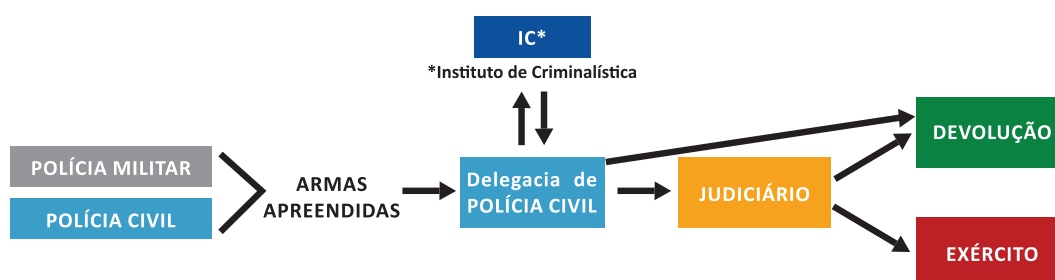 IC*
*Instituto de Criminalística
POLÍCIA MILITAR
POLÍCIA CIVIL
ARMAS
APREENDIDAS
Delegacia de
POLÍCIA CIVIL
JUDICIÁRIO
DEVOLUÇÃO
EXÉRCITO